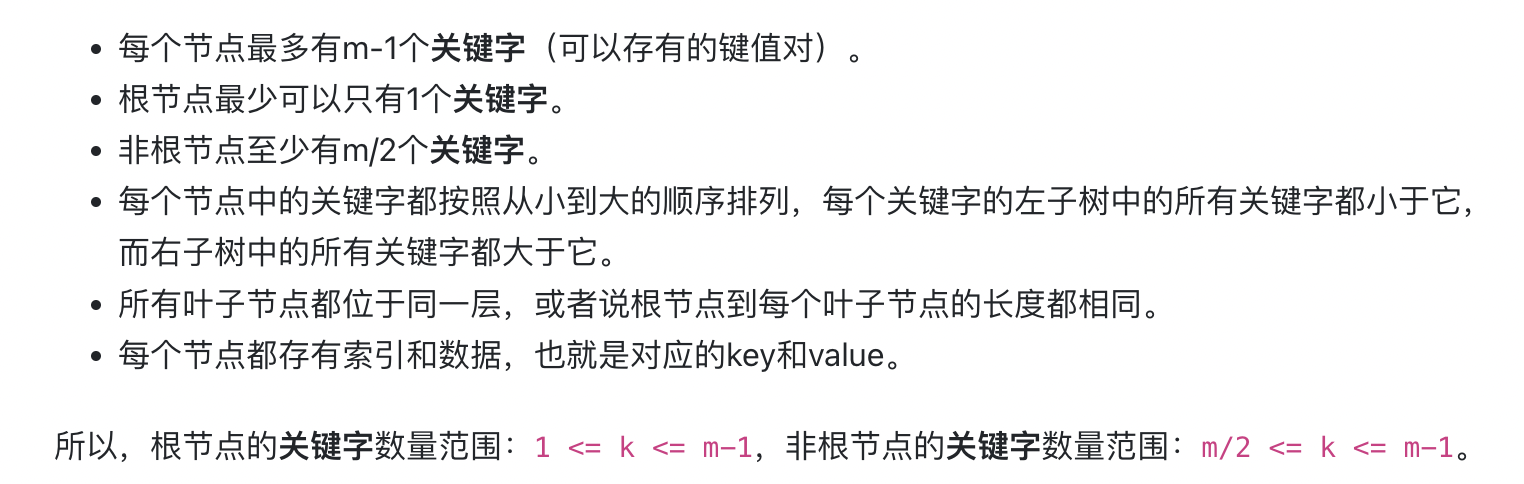 每个节点最多有m-1个关键字（可以存有的键值对）。
根节点最少可以只有1个关键字。
非根节点至少有m/2个关键字。
每个节点中的关键字都按照从小到大的顺序排列，每个关键字的左子树中的所有关键字都小于它，
而右子树中的所有关键字都大于它。
所有叶子节点都位于同一层，或者说根节点到每个叶子节点的长度都相同。
每个节点都存有索引和数据，也就是对应的key和value。
所以，根节点的关键字数量范围：1 <= k <= m-1，非根节点的关键字数量范围：m/2 <= k <= m-1。